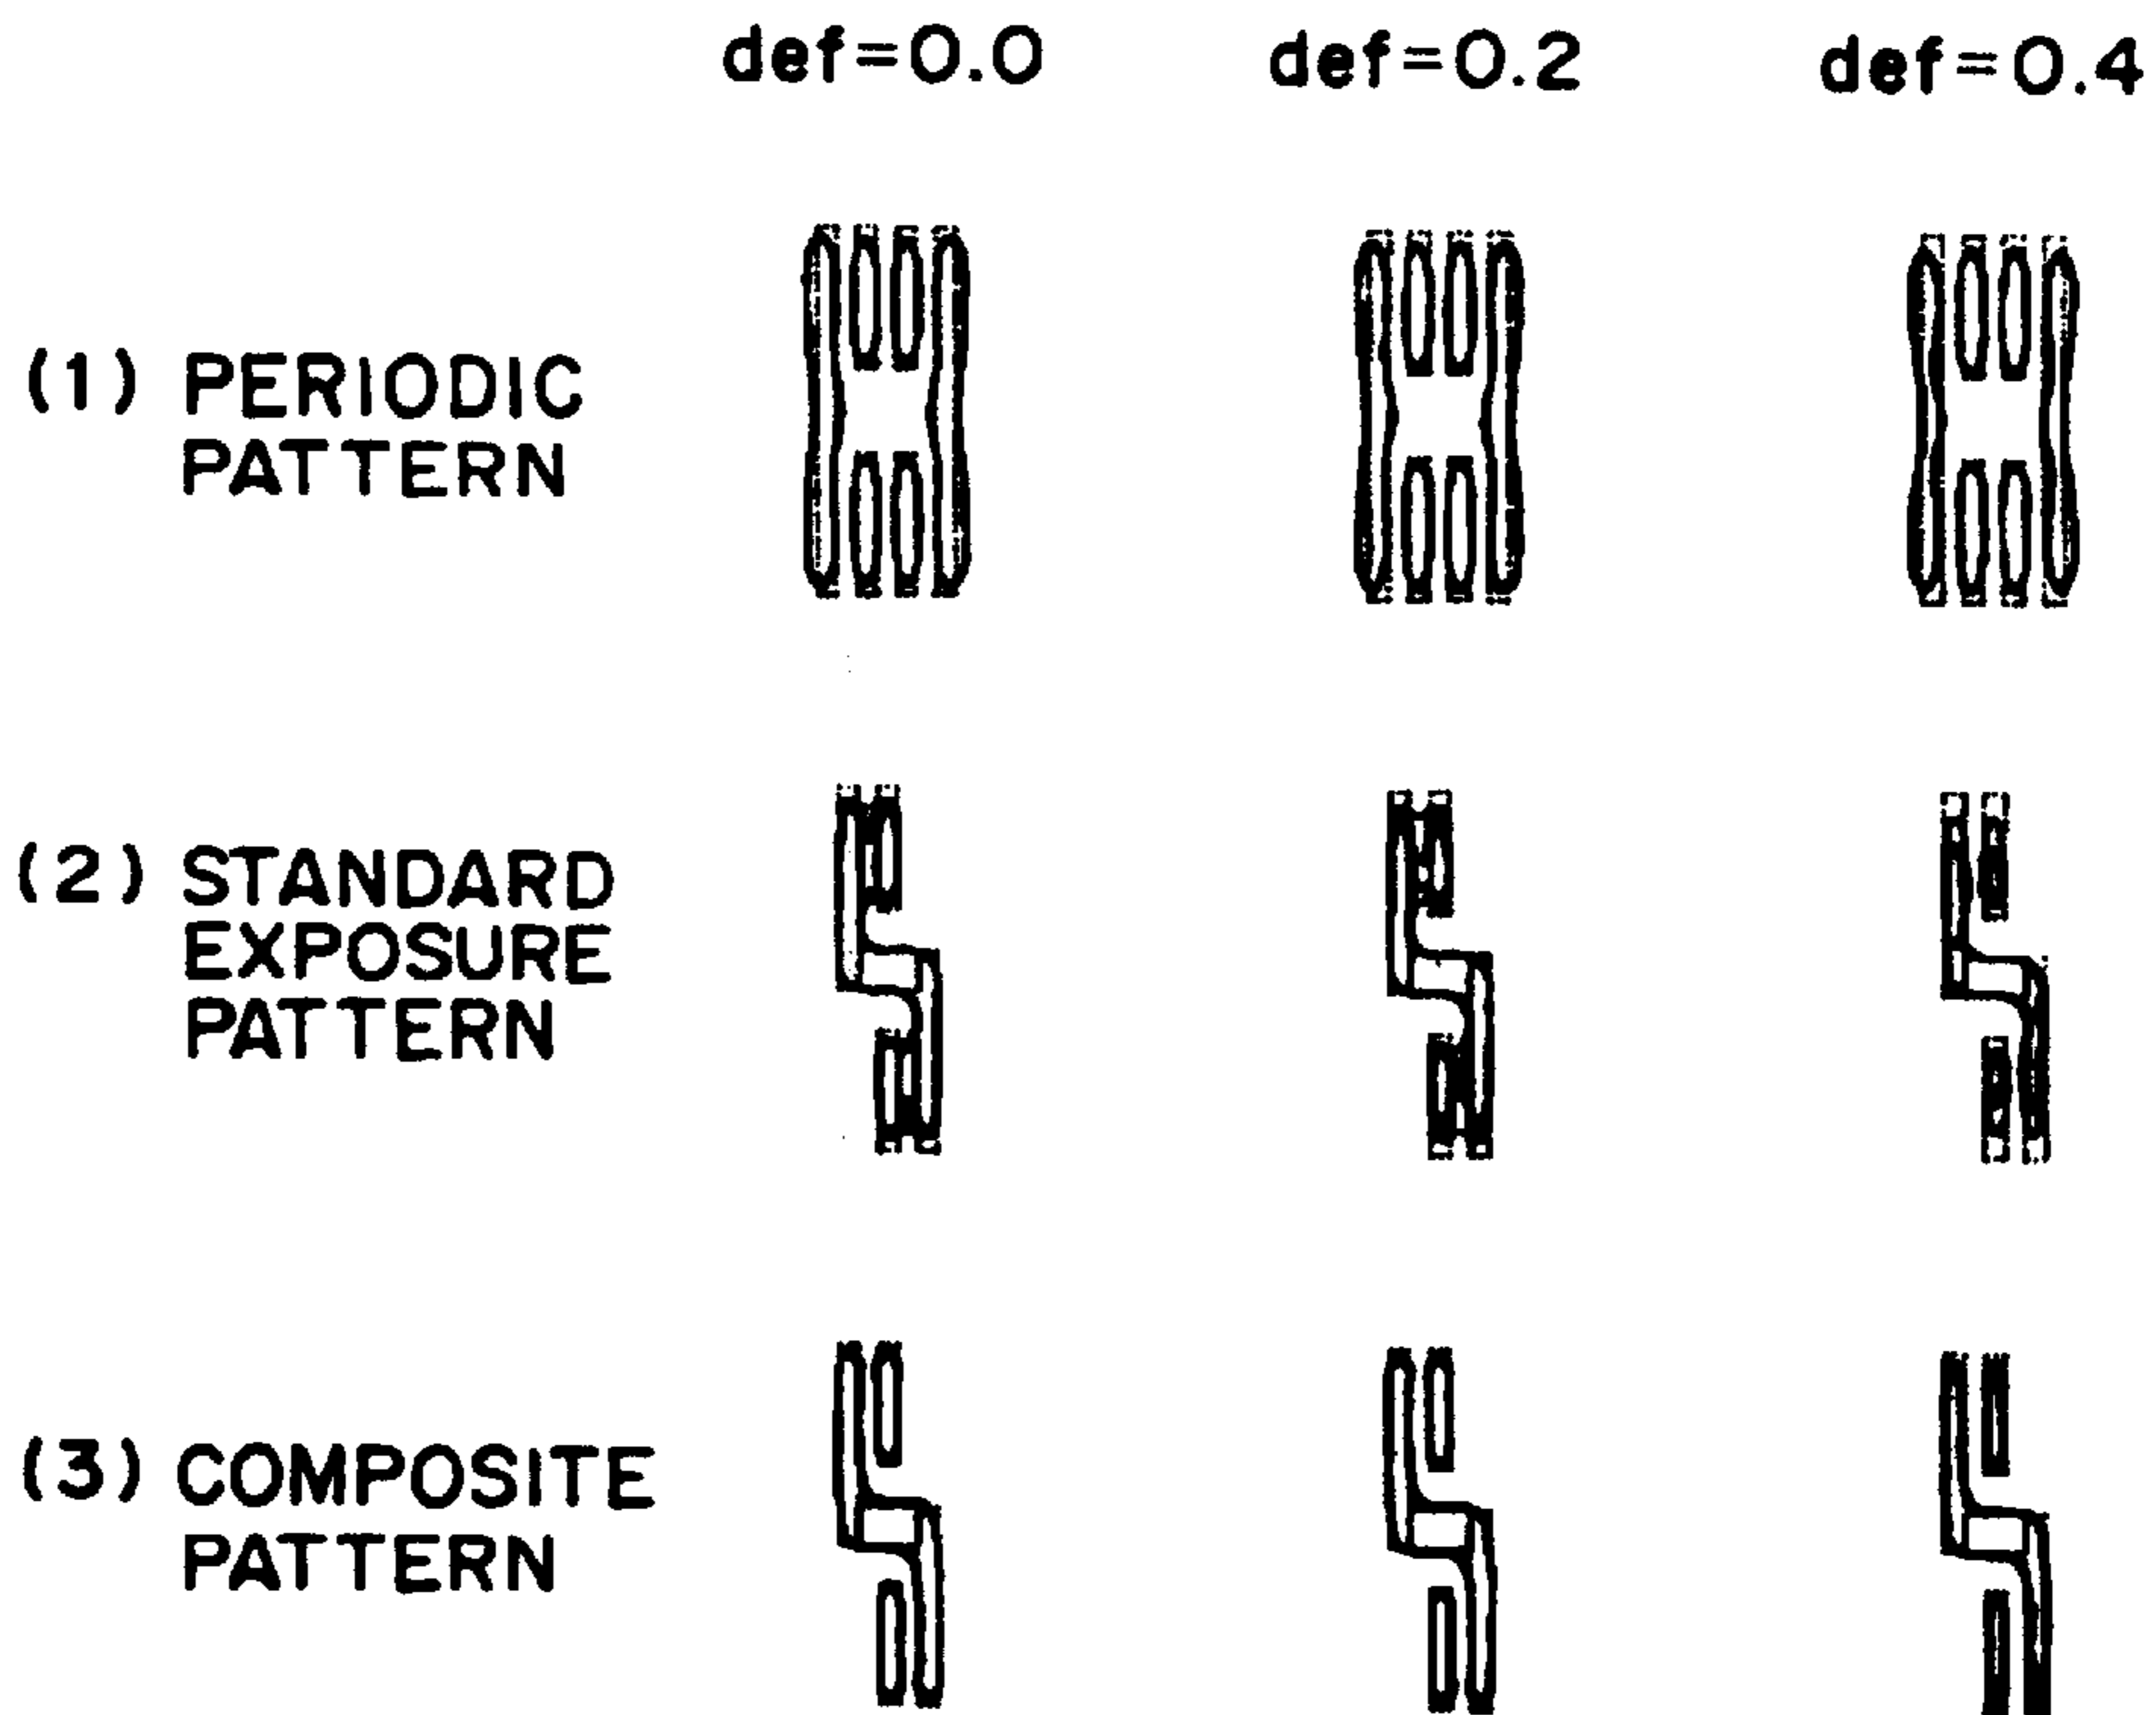 def=0.0 def=0.2 def=0.4
(1) PERIODIC
PATTERN
(2) STANDARD
EXPOSURE
PATTERN
(3) COMPOSITE
PATTERN